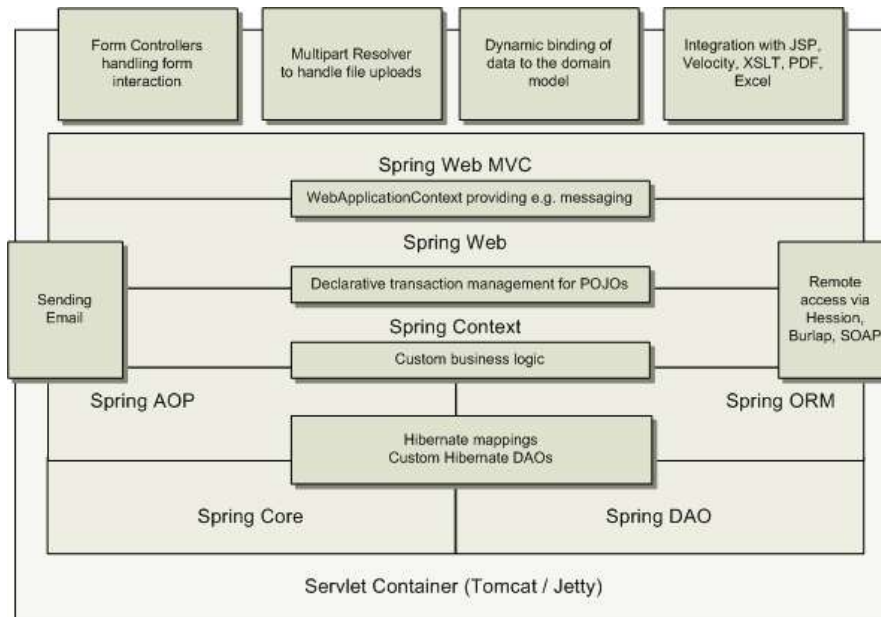 Form Controllers
handling form
interaction
Multipart Resolver
to handle file uploads
Dynamic binding of
data to the domain
model
Integration with JSP,
Velocity, XSLT, PDF,
Excel
Spring Web MVC
WebApplicationContext providing e.g. messaging
Spring Web
Sending
Email
Declarative transaction management for POJOs
Remote
access via
Hession,
Burlap, SOAP
Spring Context
Custom business logic
Spring AOP
Spring ORM
Hibernate mappings
Custom Hibernate DAOs
Spring Core
Spring DAO
Servlet Container (Tomcat / Jetty)